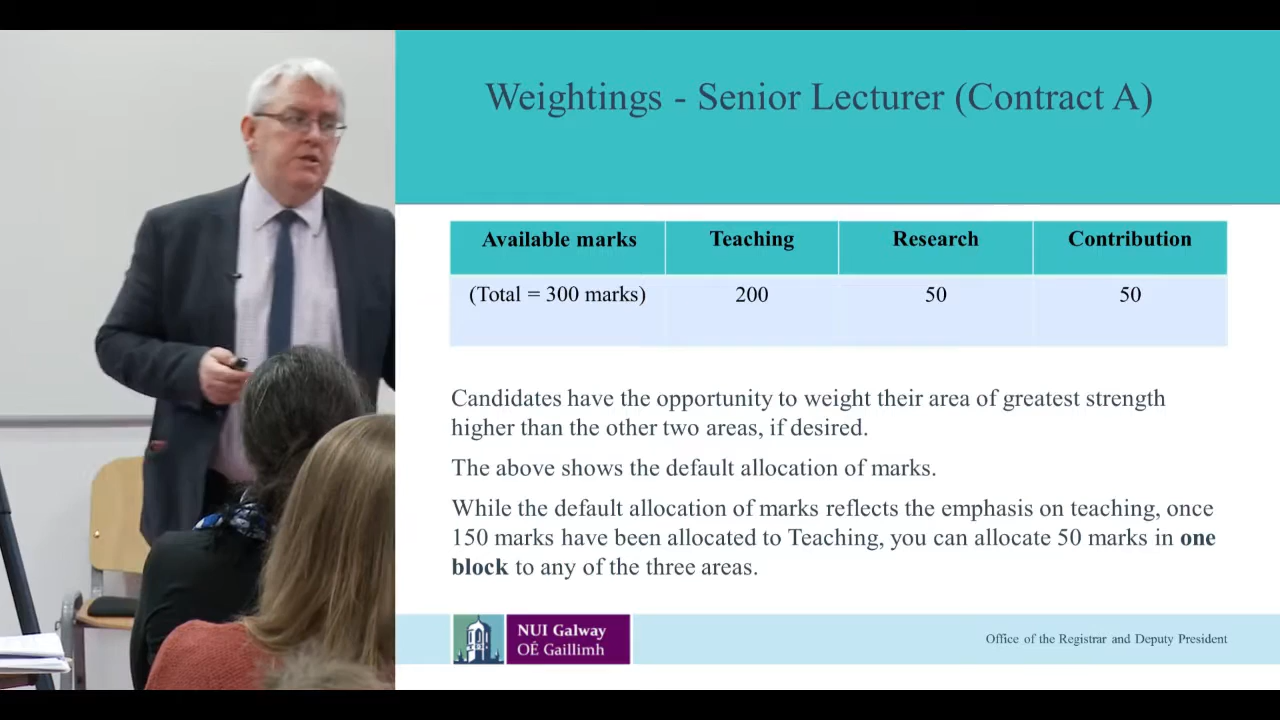 Weightings - Senior Lecturer (Contract A)
Available marks Teaching Research Contribution
(Total = 300 marks) 200 50 50
Candidates have the opportunity to weight their area of greatest strength
higher than the other two areas, if desired.
The above shows the default allocation of marks.
While the default allocation of marks reflects the emphasis on teaching, once
150 marks have been allocated to Teaching, you can allocate 50 marks in one
block to any of the three areas.
NUI Galway
OÉ Gaillimh
Office of the Registrar and Deputy President